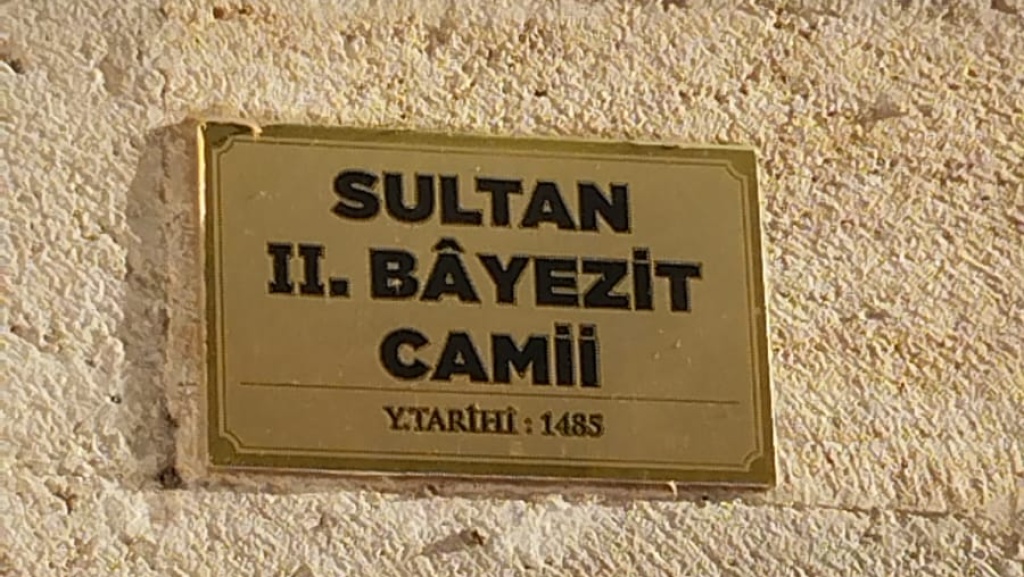 SULTAN
II. BÂYEZİT
CAMİİ
Y.TARİHİ : 1485